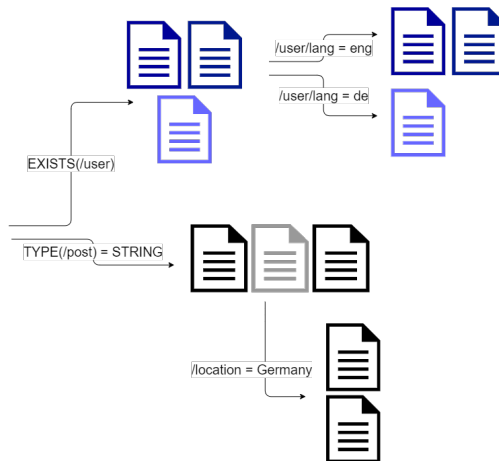 /user/lang = eng
/user/lang = de
EXISTS(/user)
TYPE(/post) = STRING
/location = Germany